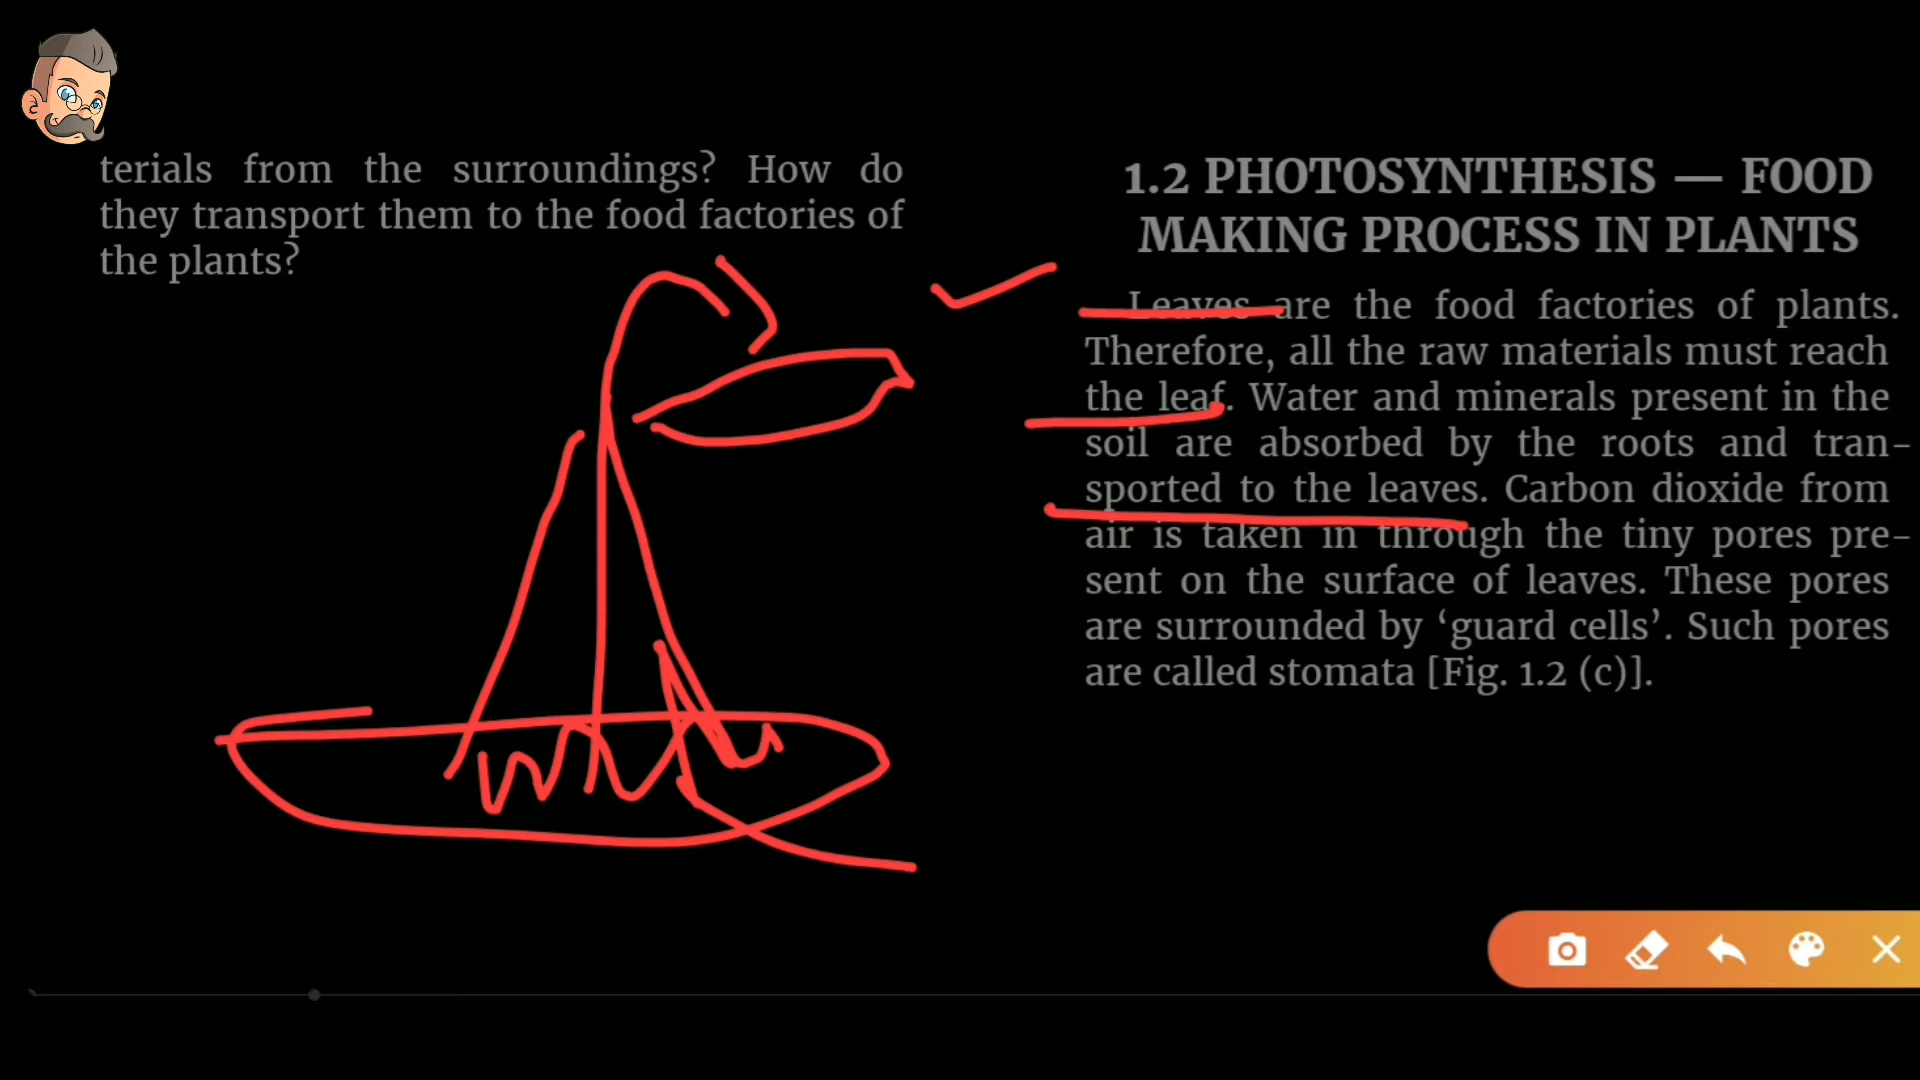 terials from the surroundings? How do
they transport them to the food factories of
the plants?
1.2 PHOTOSYNTHESIS — FOOD
MAKING PROCESS IN PLANTS
Leaves are the food factories of plants.
Therefore, all the raw materials must reach
the leaf. Water and minerals present in the
soil are absorbed by the roots and tran-
sported to the leaves. Carbon dioxide from
air is taken in through the tiny pores pre-
sent on the surface of leaves. These pores
are surrounded by ‘guard cells’. Such pores
are called stomata [Fig. 1.2 (c)].